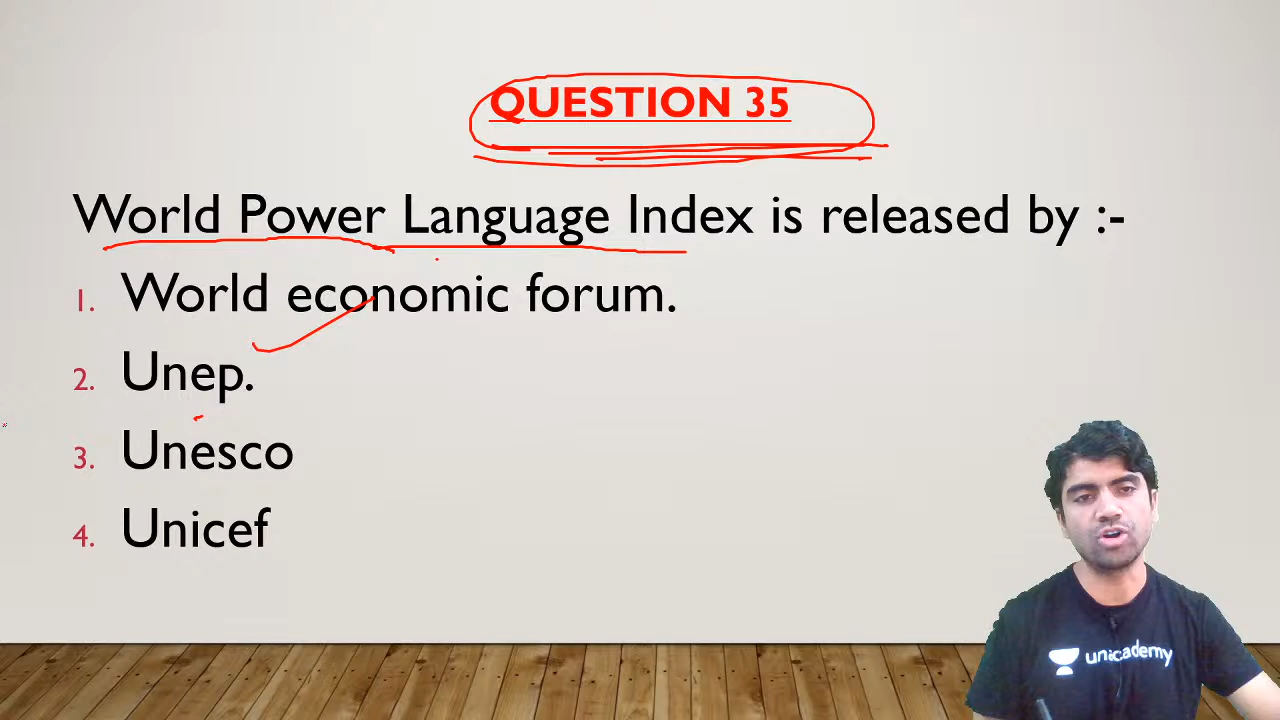 QUESTION 35
World Power Language Index is released by :-
1. World economic forum.
2. Unep.
3. Unesco
4. Unicef
unacademy